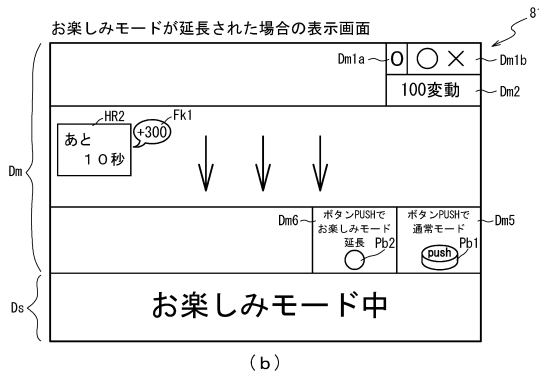 お楽しみモードが延長された場合の表示画面
Dm1a
0
○ ×
Dm1b
100変動
Dm2
HR2
Fk1
あと
10秒
+300
Dm
Dm6
ボタンPUSHで
お楽しみモード
延長
Pb2
ボタンPUSHで
通常モード
push
Pb1
Dm5
Ds
お楽しみモード中
(b)